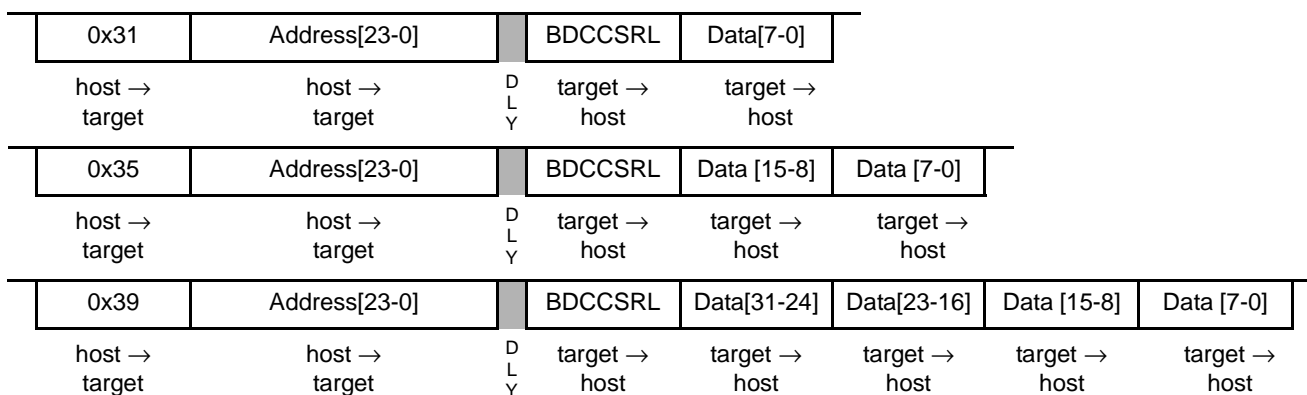 0x31 Address[23-0] BDCCSRL Data[7-0]
host → host → D target → target →
target target L host host
Y
0x35 Address[23-0] BDCCSRL Data [15-8] Data [7-0]
host → host → D target → target → target →
target target L host host host
Y
0x39 Address[23-0] BDCCSRL Data[31-24] Data[23-16] Data [15-8] Data [7-0]
host → host → D target → target → target → target → target →
target target L host host host host host
Y